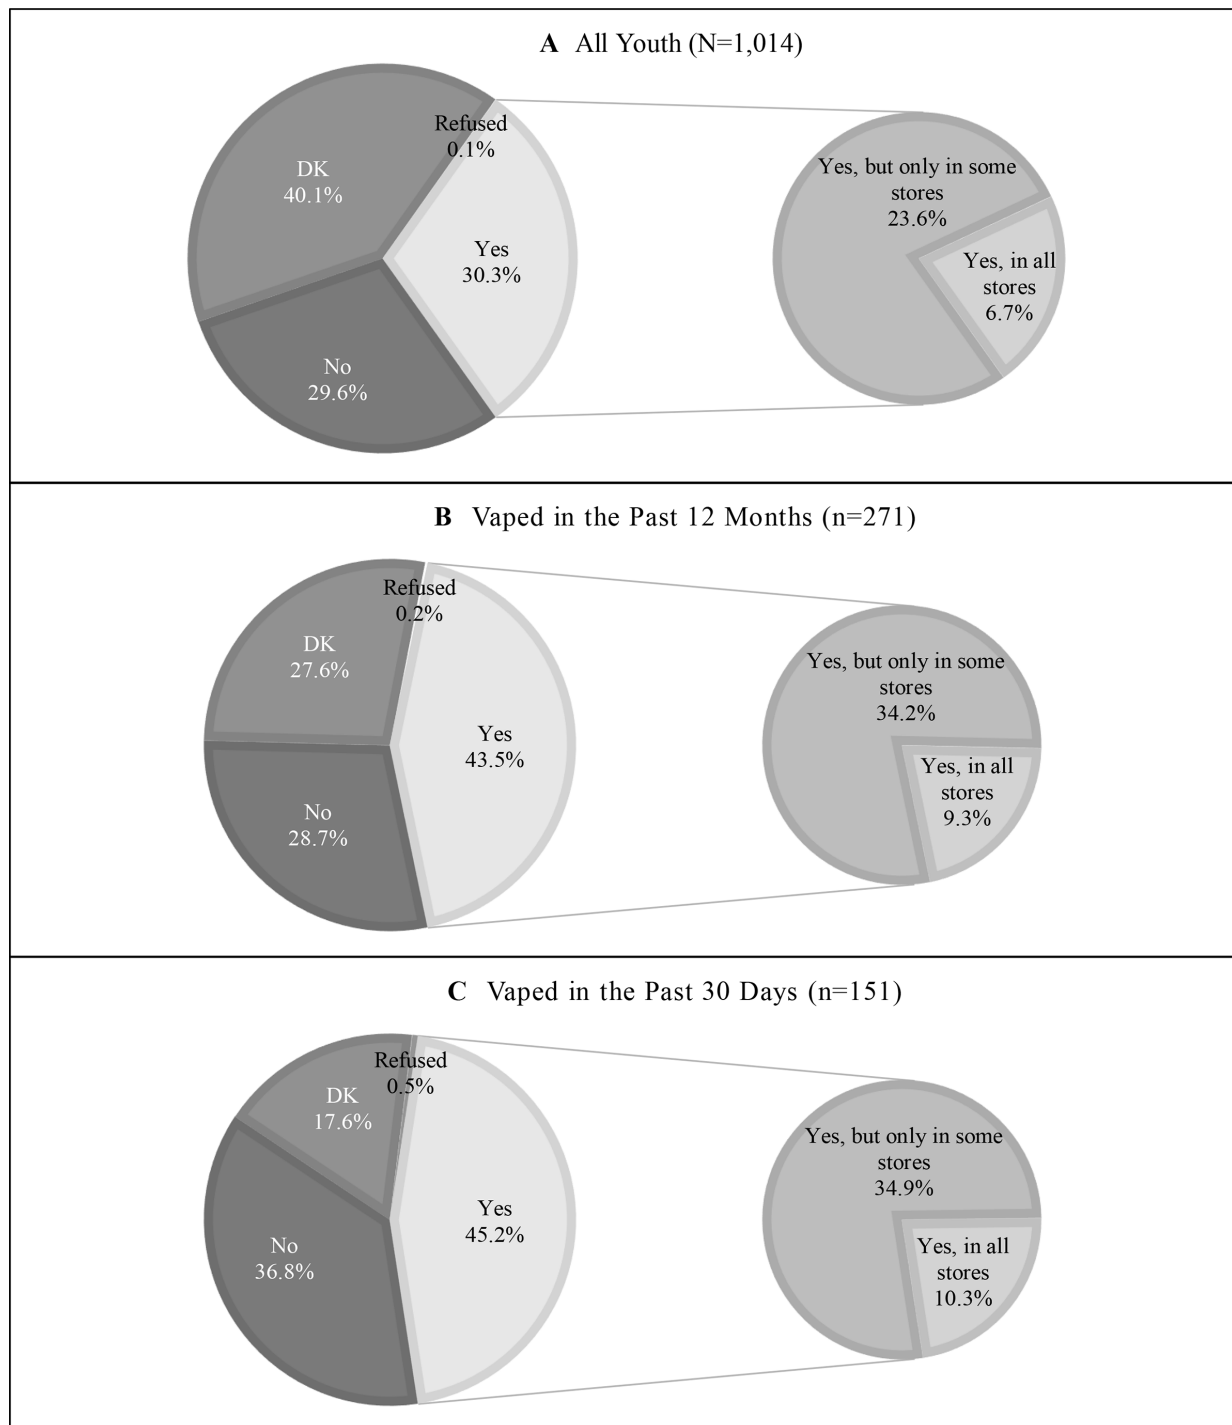 A All Youth (N=1,014)
Refused
0.1%
DK
40.1%
Yes
30.3%
No
29.6%
Yes, but only in some
stores
23.6%
Yes, in all
stores
6.7%
B Vaped in the Past 12 Months (n=271)
Refused
0.2%
DK
27.6%
Yes
43.5%
No
28.7%
Yes, but only in some
stores
34.2%
Yes, in all
stores
9.3%
C Vaped in the Past 30 Days (n=151)
Refused
0.5%
DK
17.6%
Yes
45.2%
No
36.8%
Yes, but only in some
stores
34.9%
Yes, in all
stores
10.3%